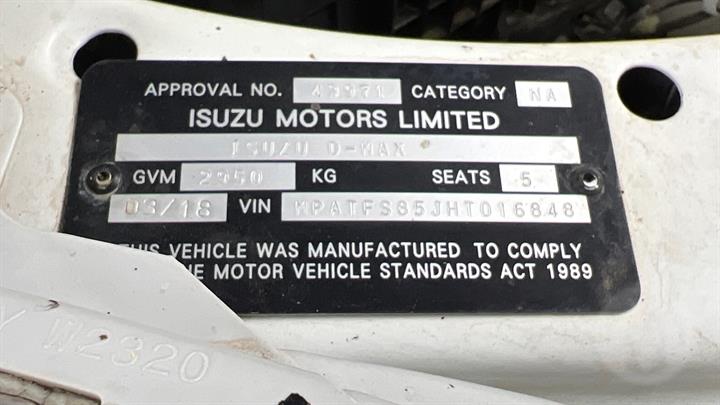 APPROVAL NO. 43971 CATEGORY NA
ISUZU MOTORS LIMITED
ISUZU D-MAX
GVM 2950 KG SEATS 5
03/18 VIN MPATFS85JHT016848
THIS VEHICLE WAS MANUFACTURED TO COMPLY
MOTOR VEHICLE STANDARDS ACT 1989
W2320